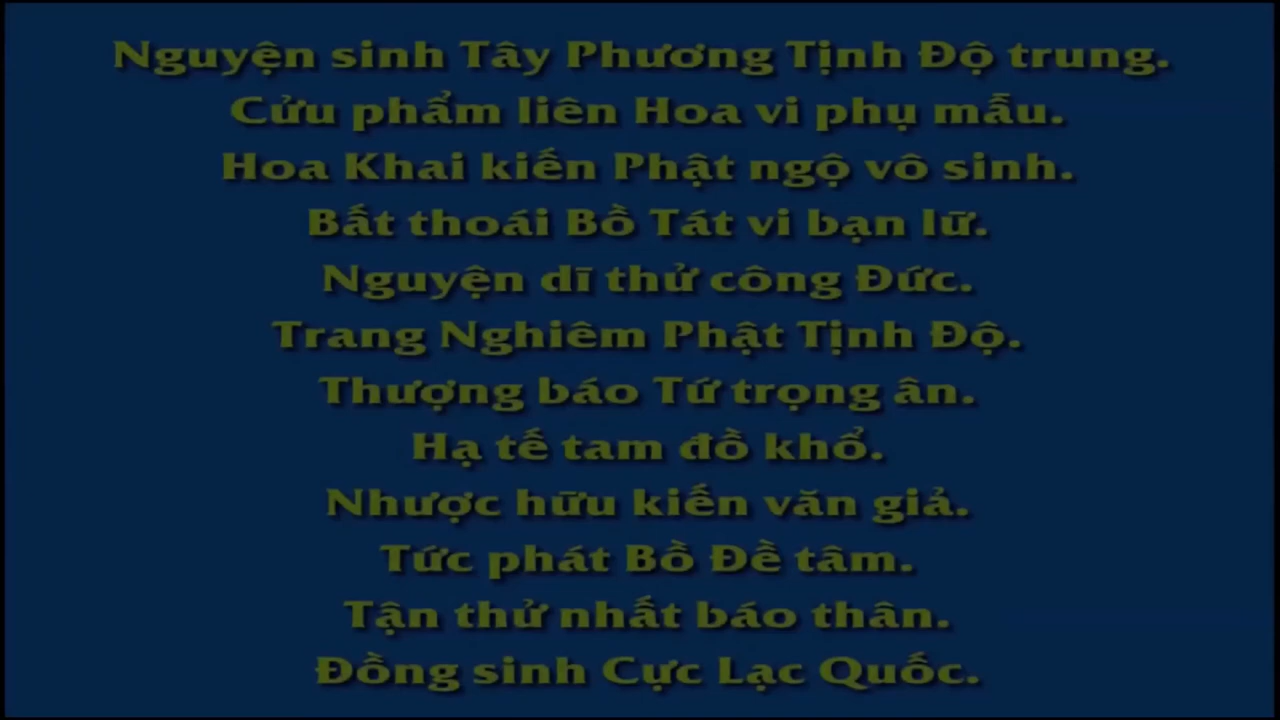 Nguyện sinh Tây Phương Tịnh Độ trung.
Cửu phẩm liên Hoa vi phụ mẫu.
Hoa Khai kiến Phật ngộ vô sinh.
Bất thoái Bồ Tát vi bạn lữ.
Nguyện dĩ thử công Đức.
Trang Nghiêm Phật Tịnh Độ.
Thượng báo Tứ trọng ân.
Hạ tế tam đồ khổ.
Nhược hữu kiến văn giả.
Tức phát Bồ Đề tâm.
Tận thử nhất báo thân.
Đồng sinh Cực Lạc Quốc.